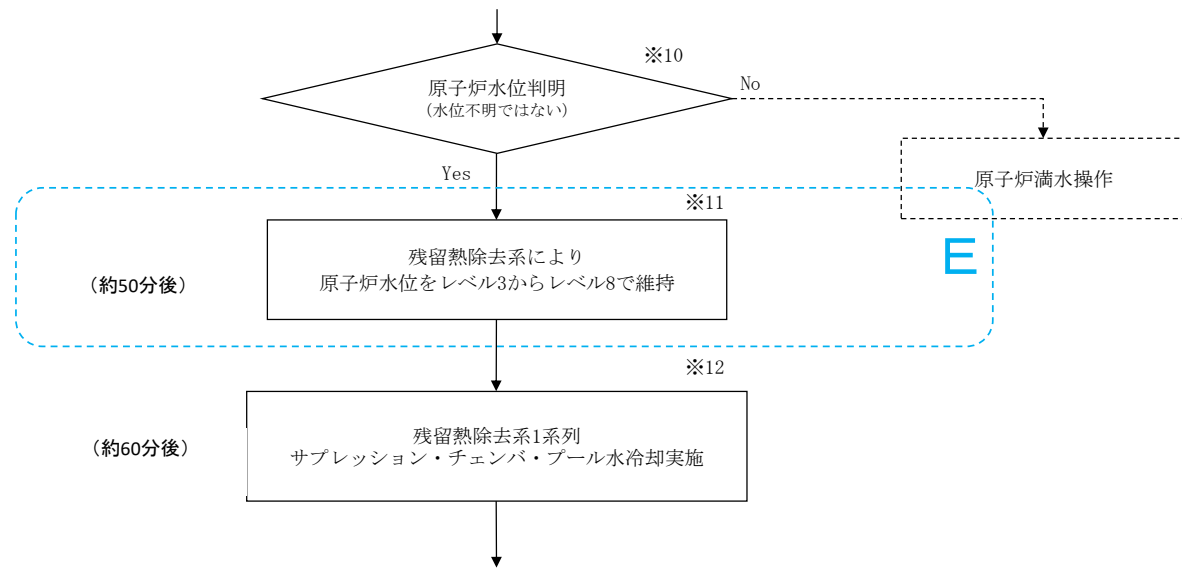 ※10
原子炉水位判明
(水位不明ではない)
No
原子炉満水操作
Yes
※11
E
残留熱除去系により
原子炉水位をレベル3からレベル8で維持
（約50分後）
※12
残留熱除去系1系列
サプレッション・チェンバ・プール水冷却実施
（約60分後）